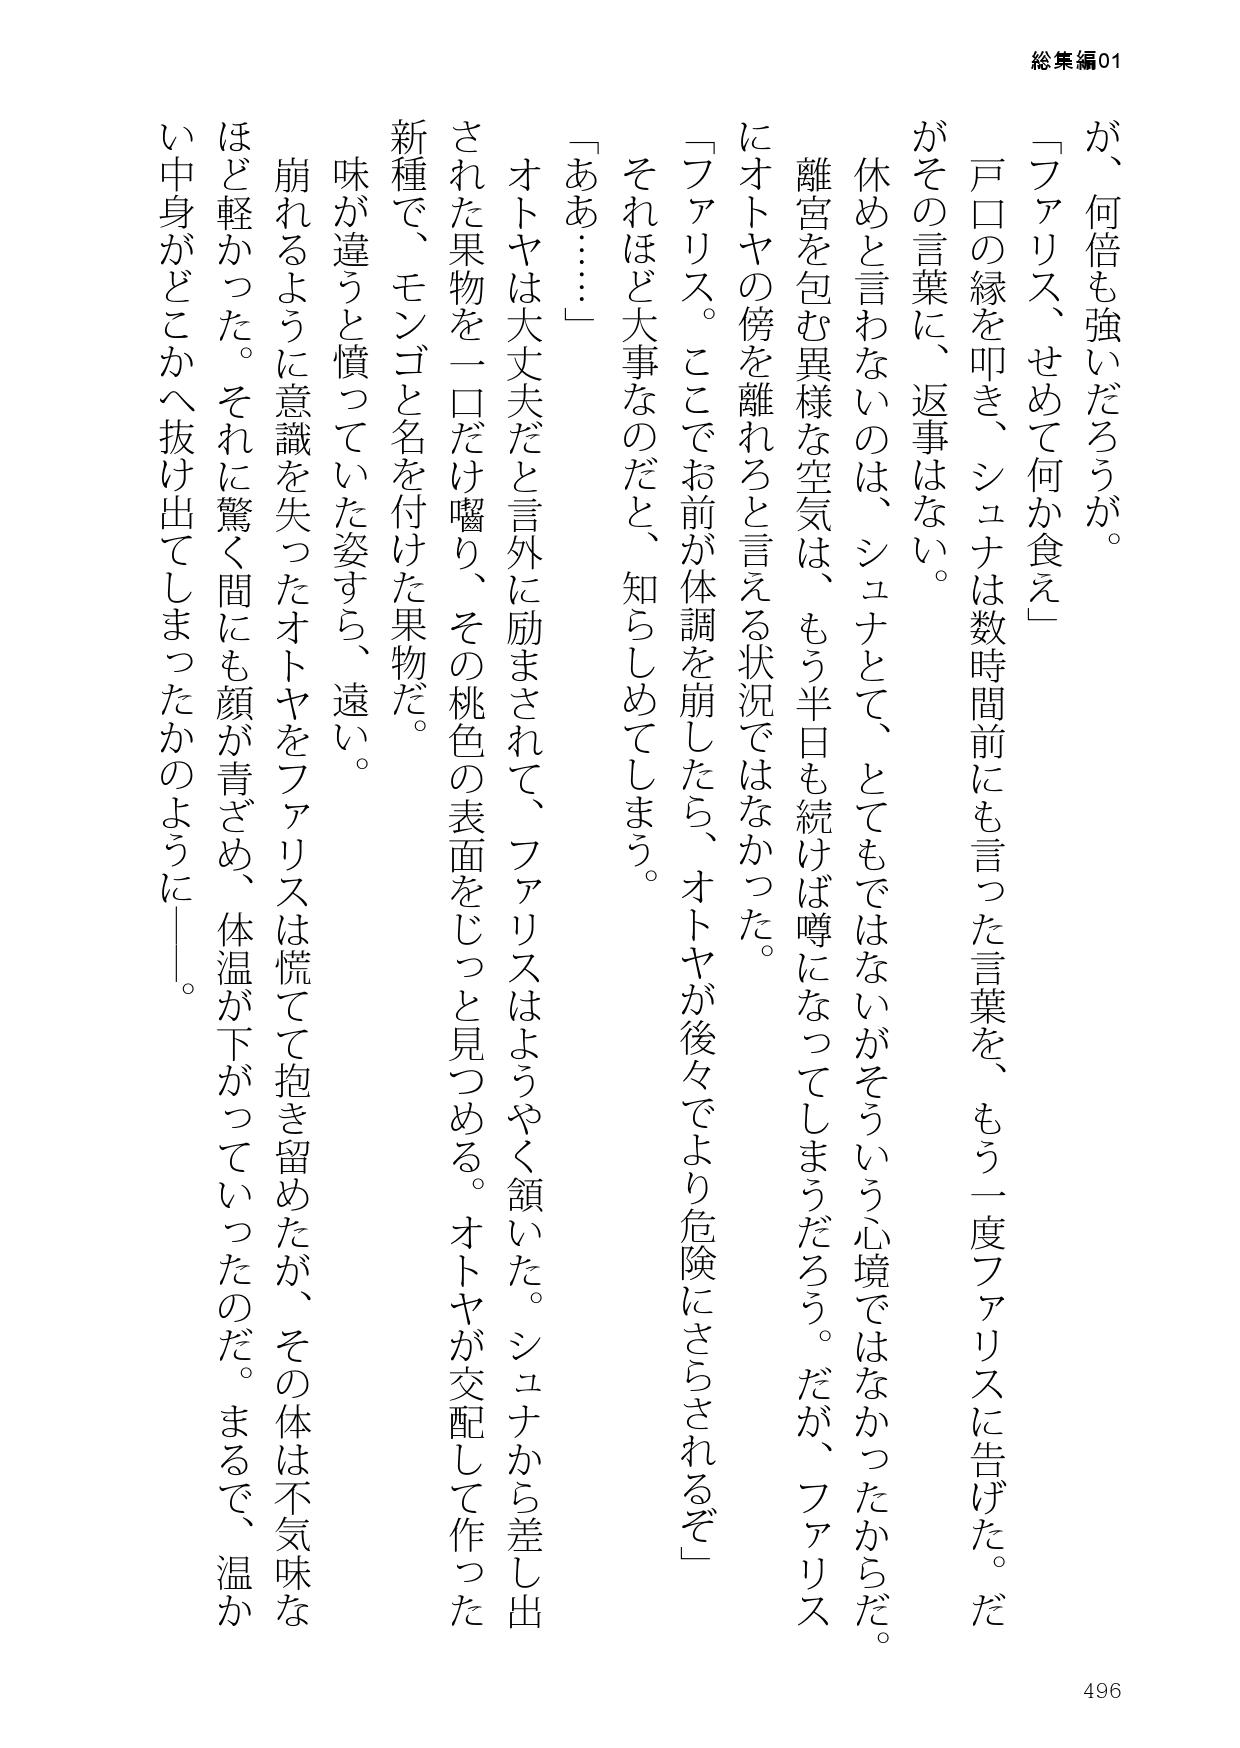 総集編01
が、何倍も強いだろうが。
「ファリス、せめて何か食え」
戸口の縁を叩き、シュナは数時間前にも言った言葉を、もう一度ファリスに告げた。だ
がその言葉に、返事はない。
休めと言わないのは、シュナとて、とてもではないがそういう心境ではなかったからだ。
離宮を包む異様な空気は、もう半日も続けば噂になってしまうだろう。だが、ファリス
にオトヤの傍を離れろと言える状況ではなかった。
「ファリス。ここでお前が体調を崩したら、オトヤが後々でより危険にさらされるぞ」
それほど大事なのだと、知らしめてしまう。
「ああ……」
オトヤは大丈夫だと言外に励まされて、ファリスはようやく頷いた。シュナから差し出
された果物を一口だけ囓り、その桃色の表面をじっと見つめる。オトヤが交配して作った
新種で、モンゴと名を付けた果物だ。
味が違うと憤っていた姿すら、遠い。
崩れるように意識を失ったオトヤをファリスは慌てて抱き留めたが、その体は不気味な
ほど軽かった。それに驚く間にも顔が青ざめ、体温が下がっていったのだ。まるで、温か
い中身がどこかへ抜け出てしまったかのように――。
496